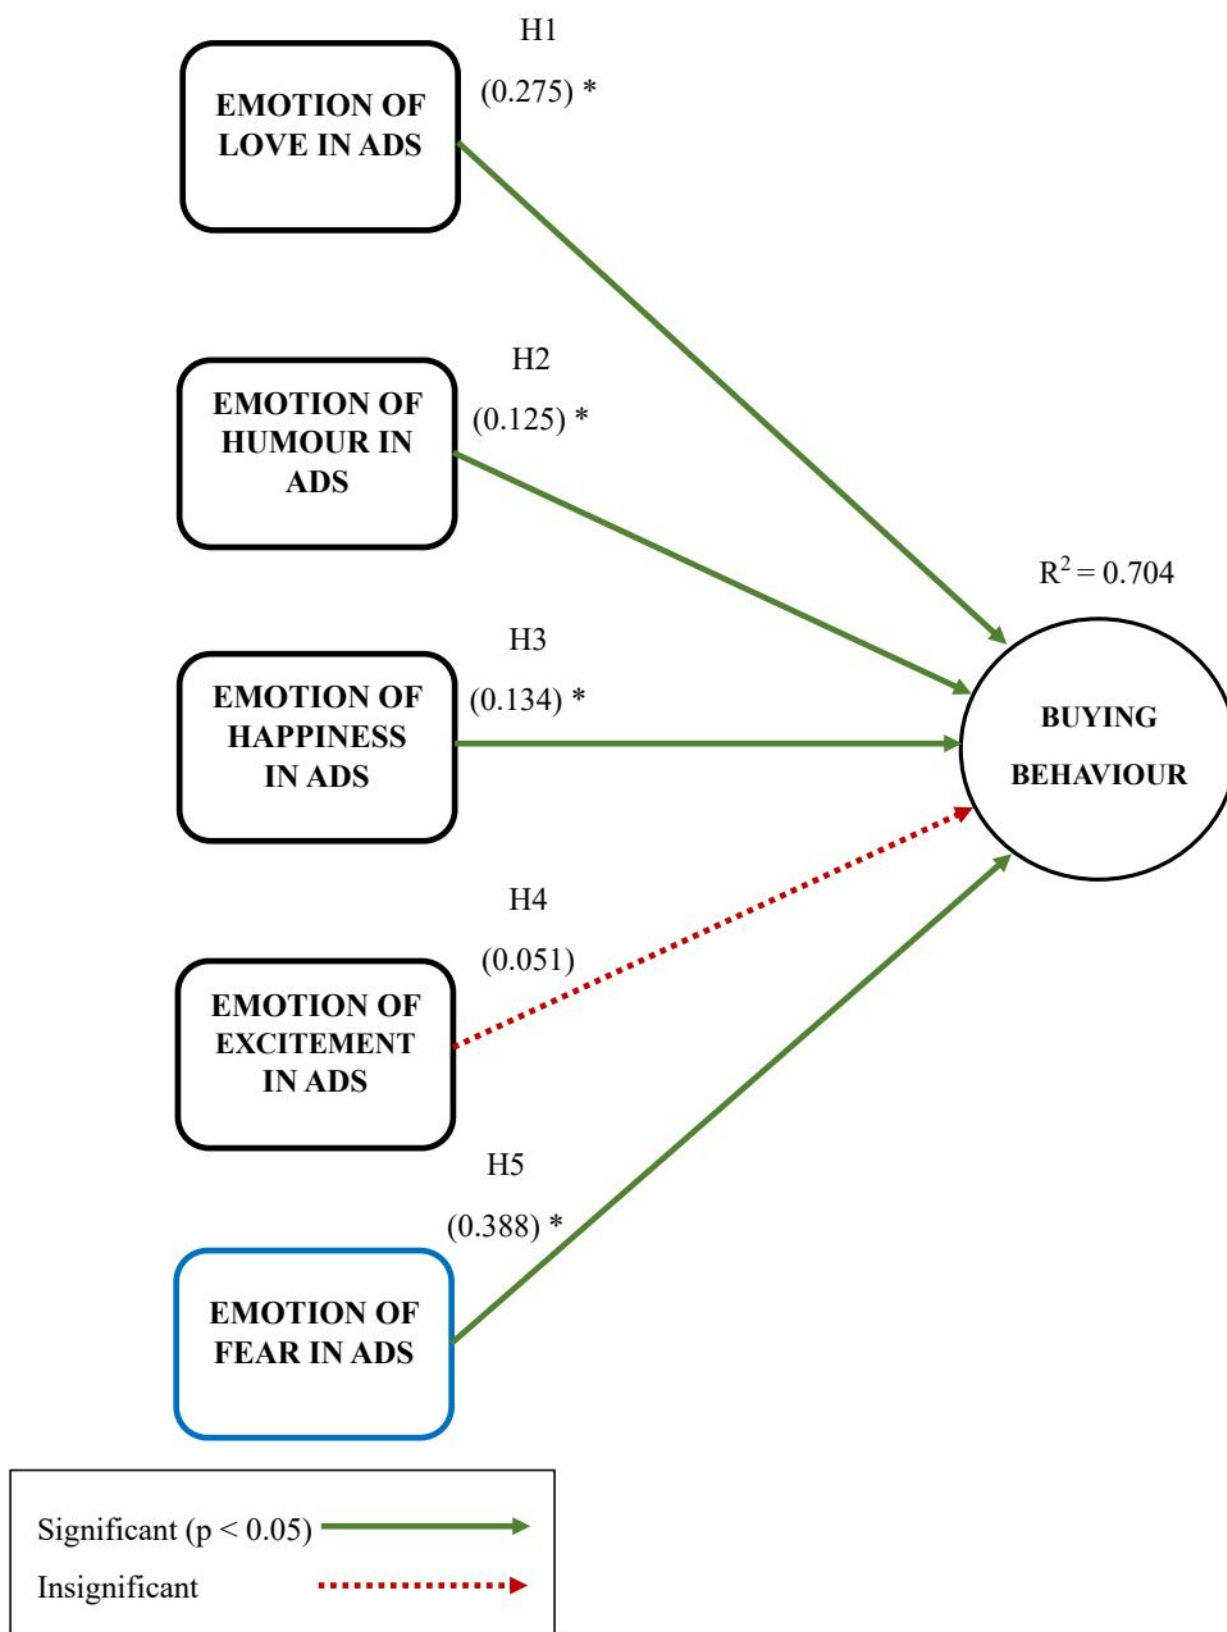 H1
(0.275) *
EMOTION OF
LOVE IN ADS
H2
(0.125) *
EMOTION OF
HUMOUR IN
ADS
R² = 0.704
H3
(0.134) *
EMOTION OF
HAPPINESS
IN ADS
BUYING
BEHAVIOUR
H4
(0.051)
EMOTION OF
EXCITEMENT
IN ADS
H5
(0.388) *
EMOTION OF
FEAR IN ADS
Significant (p < 0.05)
Insignificant